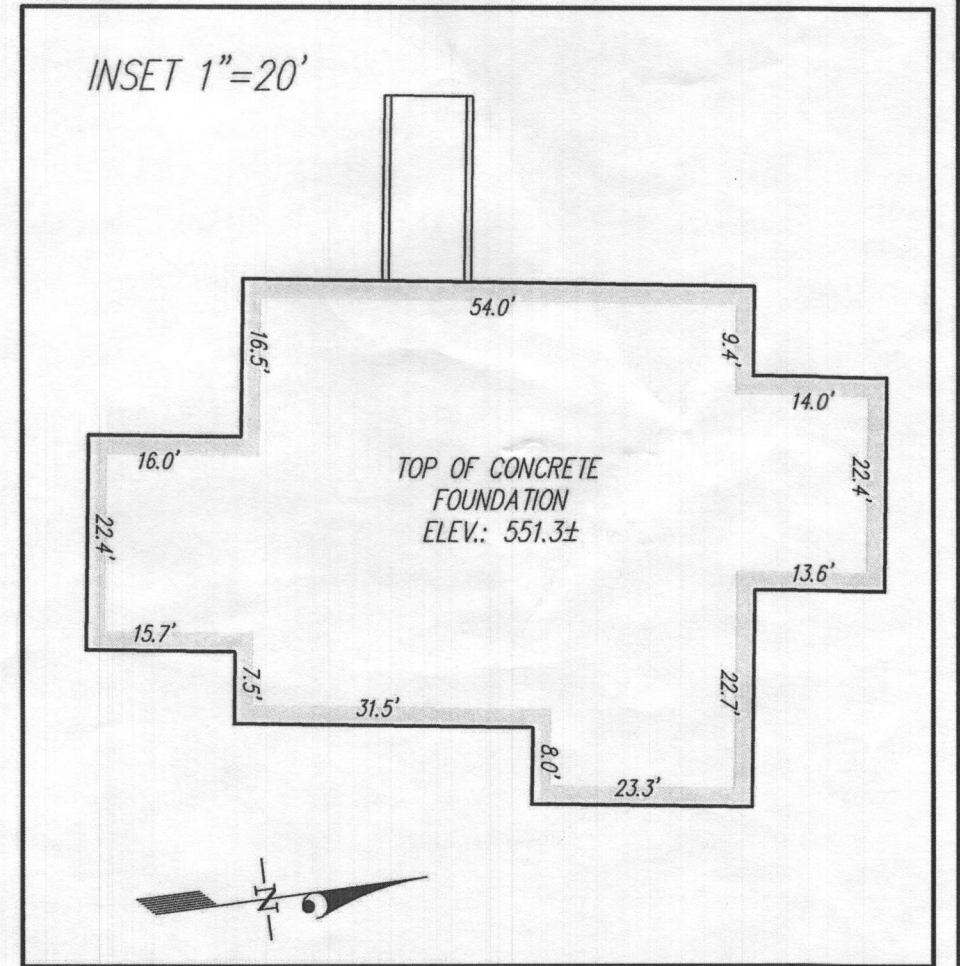 INSET 1"=20'
54.0'
16.5'
9.4'
14.0'
16.0'
TOP OF CONCRETE
FOUNDATION
ELEV.: 551.3±
22.4'
22.4'
13.6'
15.7'
7.5'
31.5'
22.7'
8.0'
23.3'
N